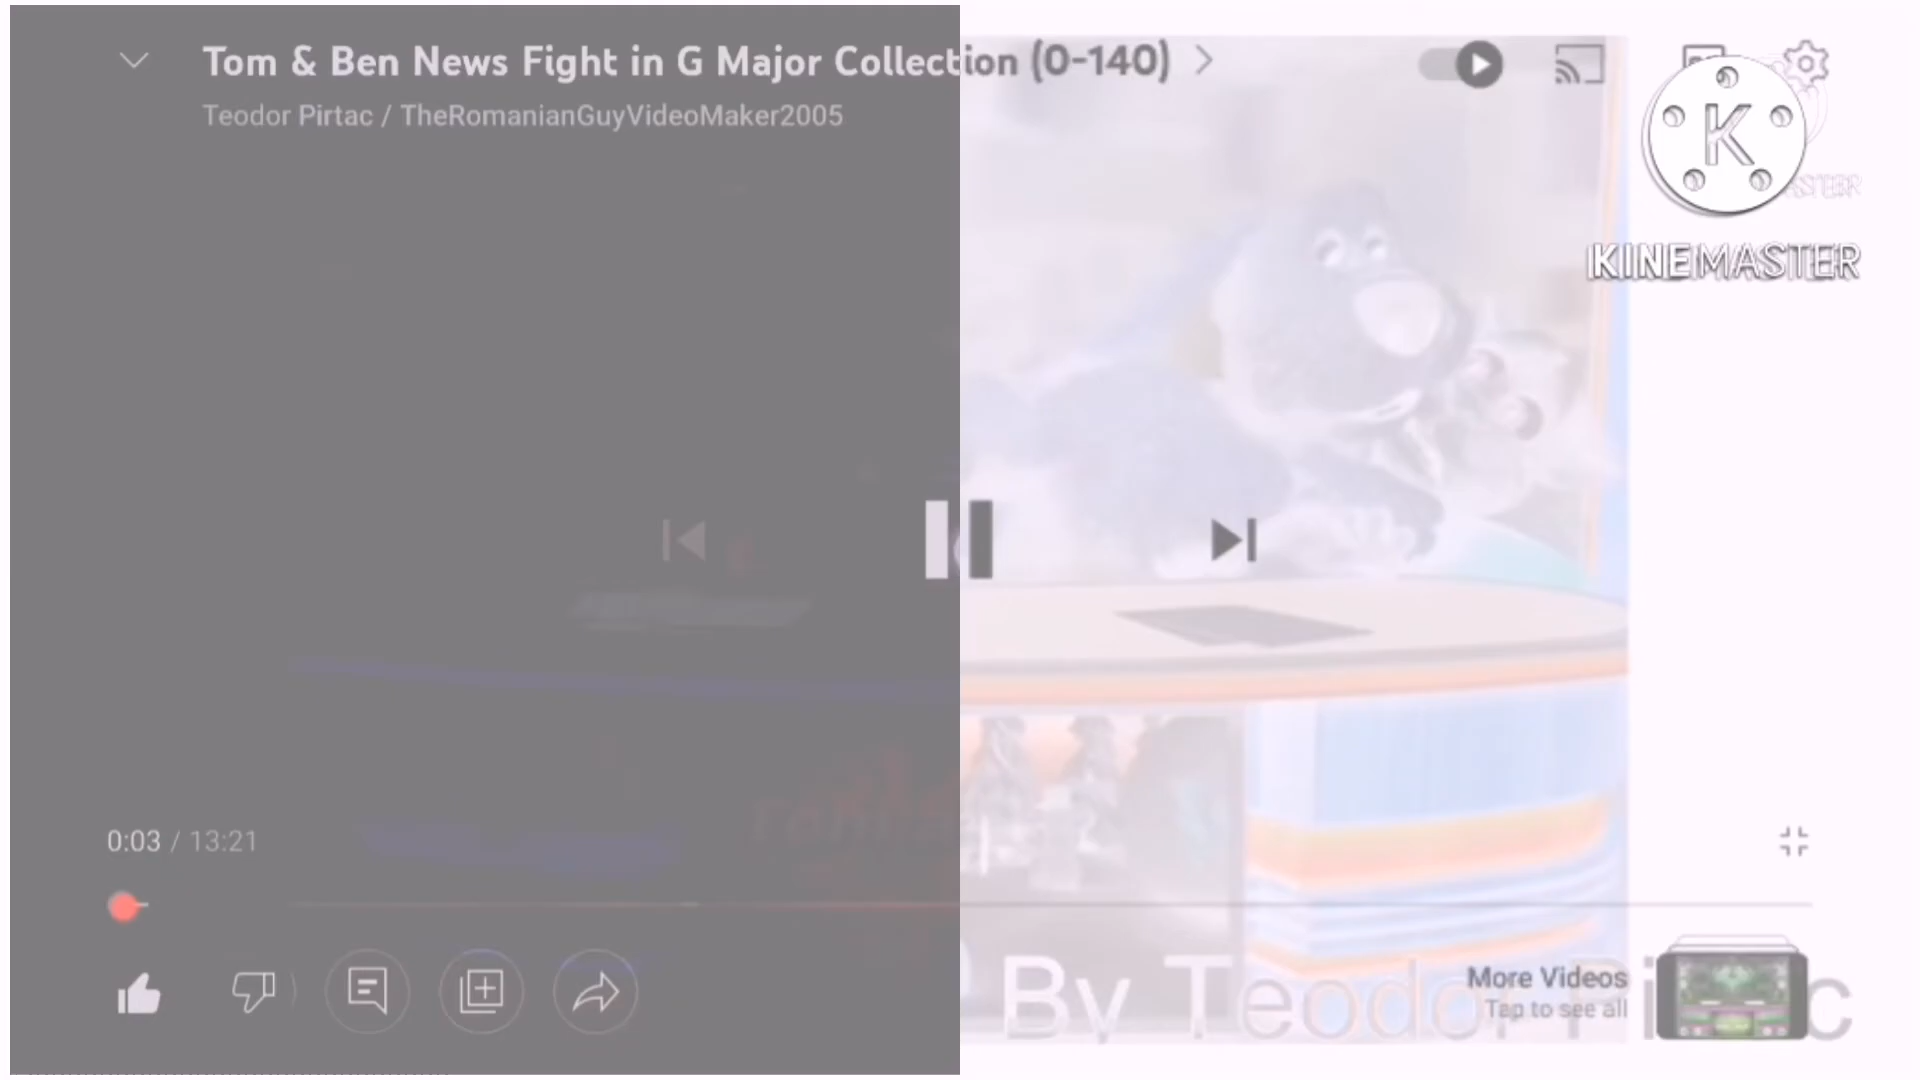 Tom & Ben News Fight in G Major Collection (0-140)
Teodor Pirtac / TheRomanianGuyVideoMaker2005
K
KINEMASTER
0:03 / 13:21
By Teodor Pi c
More Videos
Tap to see all